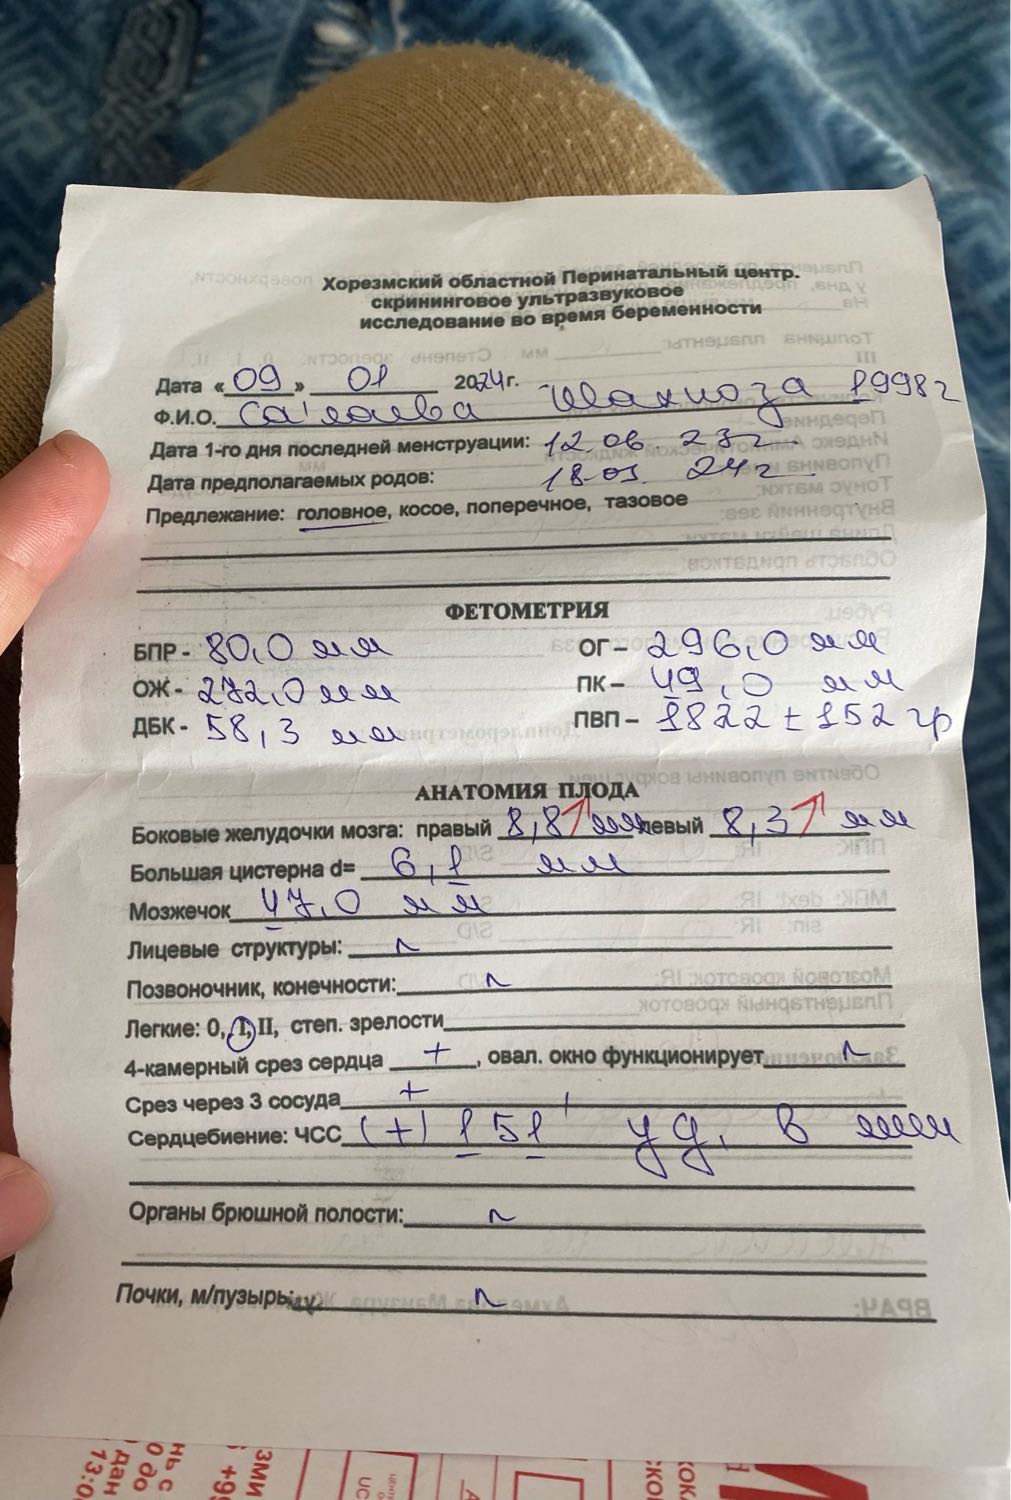 Хорезмский областной Перинатальный центр.
скрининговое ультразвуковое
исследование во время беременности
Дата «09» 01 2024г.
Ф.И.О. Шахноза 1998г
Дата 1-го дня последней менструации: 12 06. 23г.
Дата предполагаемых родов: 18.03. 24г
Предлежание: головное, косое, поперечное, тазовое
ФЕТОМЕТРИЯ
БПР - 80,0 мм ОГ – 296,0 мм
ОЖ - 272,0 мм ПК – 49,0 мм
ДБК - 58,3 мм ПВП – 1822 ± 152 гр
АНАТОМИЯ ПЛОДА
Боковые желудочки мозга: правый 8,8↑ мм левый 8,3↑ мм
Большая цистерна d= 6,1 мм
Мозжечок 47,0 мм
Лицевые структуры: n
Позвоночник, конечности: n
Легкие: 0, I, II, степ. зрелости
4-камерный срез сердца +, овал. окно функционирует n
Срез через 3 сосуда +
Сердцебиение: ЧСС (+) 151 уд. в мин
Органы брюшной полости: n
Почки, м/пузырь: n